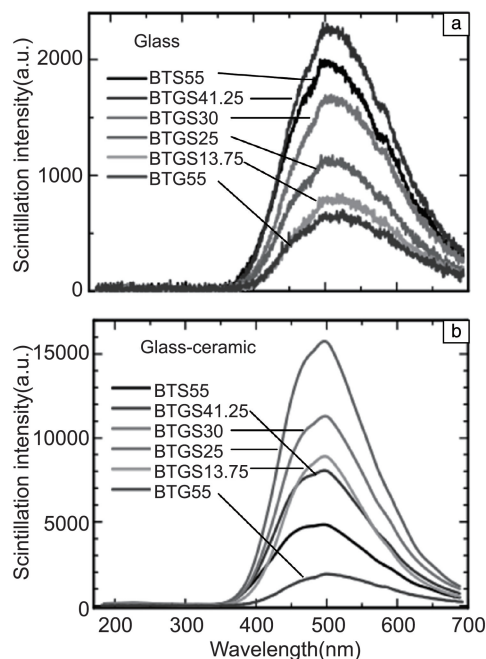 a
Scintillation intensity(a.u.)
2000
1000
0
Glass
BTS55
BTGS41.25
BTGS30
BTGS25
BTGS13.75
BTG55
b
Scintillation intensity(a.u.)
15000
10000
5000
0
Glass-ceramic
BTS55
BTGS41.25
BTGS30
BTGS25
BTGS13.75
BTG55
200 300 400 500 600 700
Wavelength(nm)